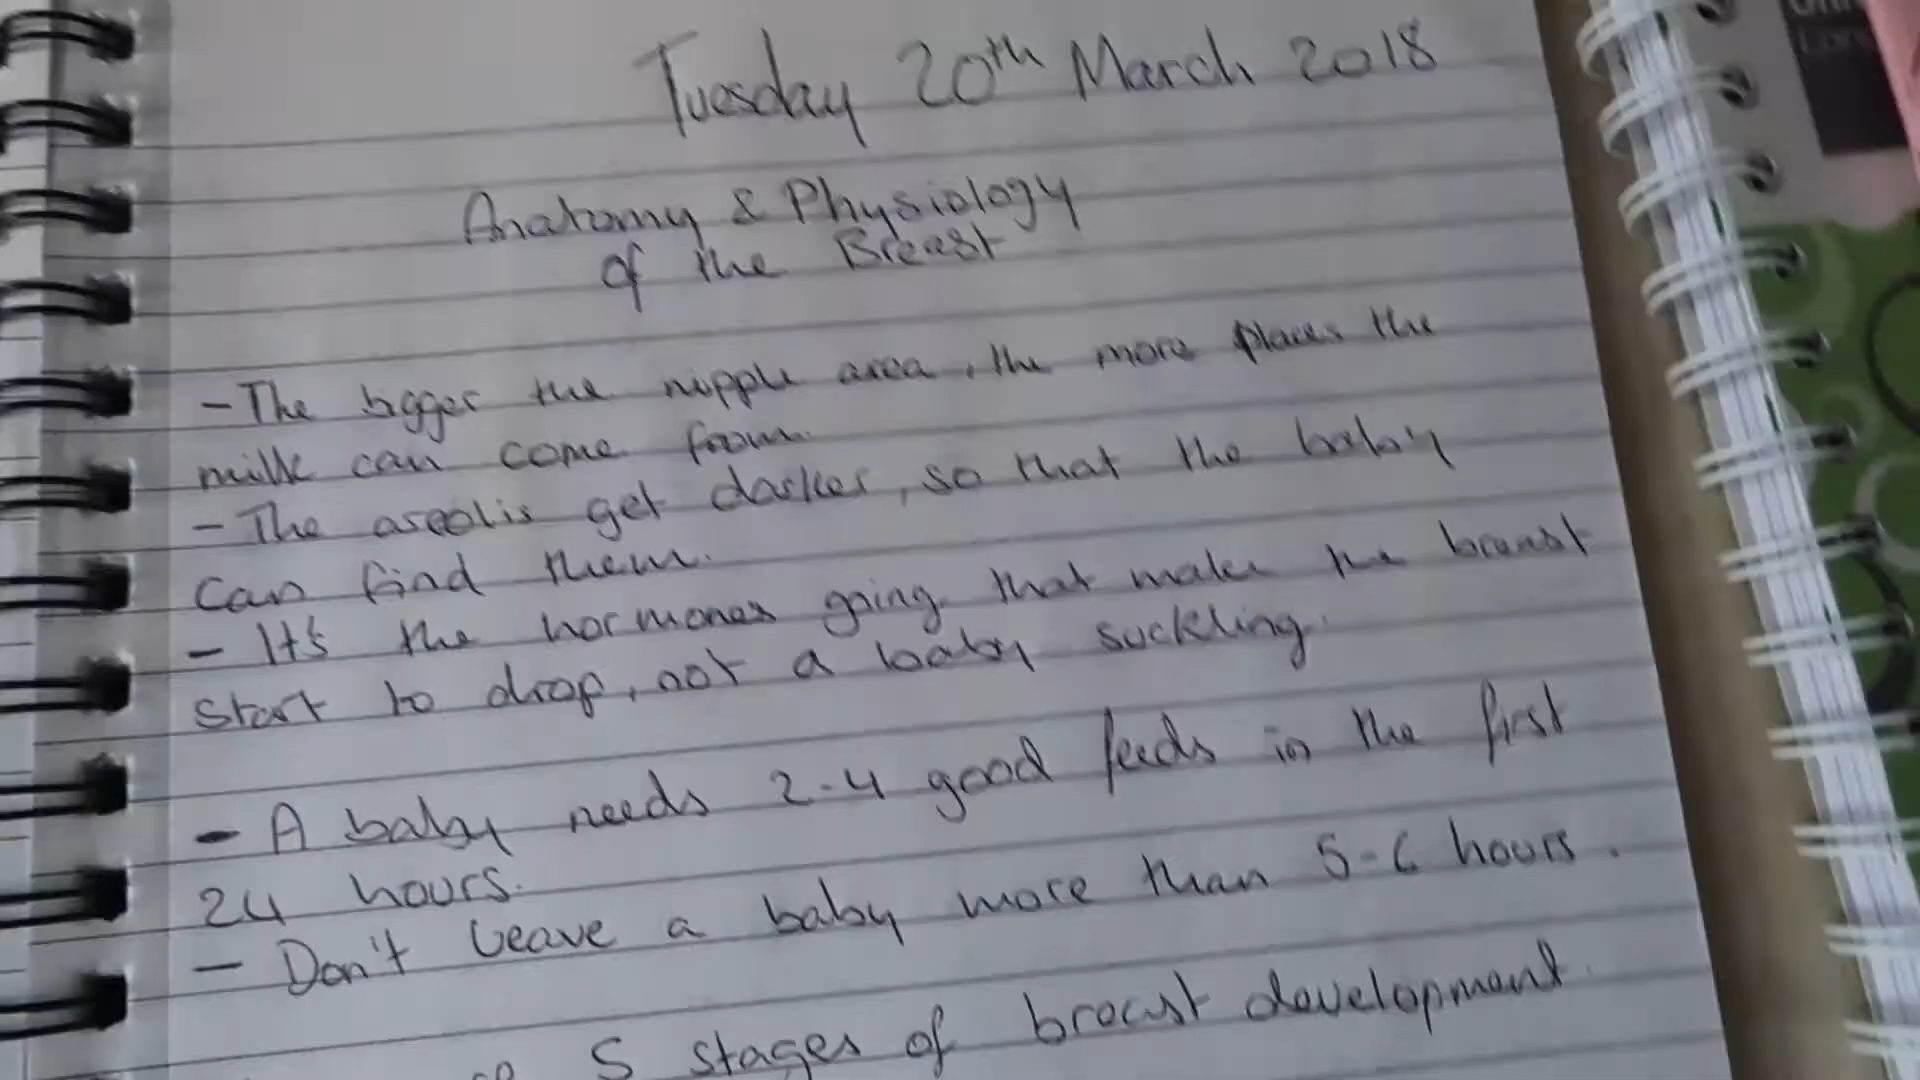 Tuesday 20th March 2018
Anatomy & Physiology
of the Breast
- The bigger the nipple area, the more places the
milk can come from.
- The areolis get darker, so that the baby
can find them.
- It's the hormones going that make the breast
start to drop, not a baby suckling.
- A baby needs 2-4 good feeds in the first
24 hours.
- Don't leave a baby more than 5-6 hours.
5 stages of breast development.